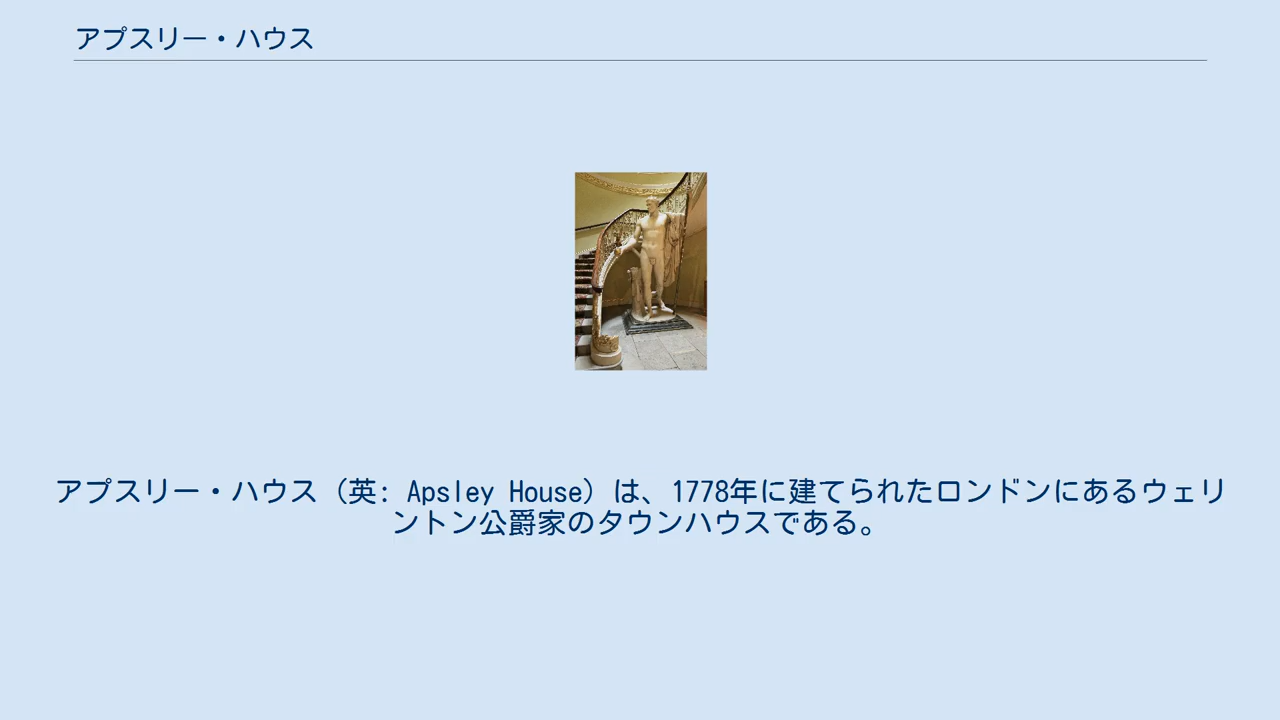 アプスリー・ハウス
アプスリー・ハウス（英: Apsley House）は、1778年に建てられたロンドンにあるウェリ
ントン公爵家のタウンハウスである。